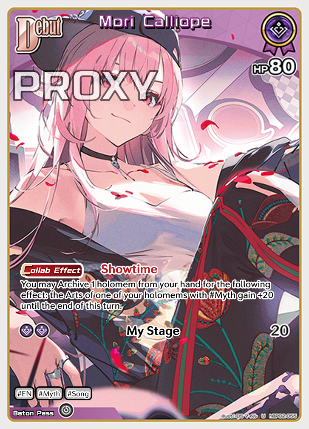 Debut
Mori Calliope
HP80
PROXY
Collab Effect
Showtime
You may Archive 1 holomem from your hand for the following
effect: the Arts of one of your holomems with #Myth gain +20
until the end of this turn.
My Stage
20
#EN
#Myth
#Song
Baton Pass
U